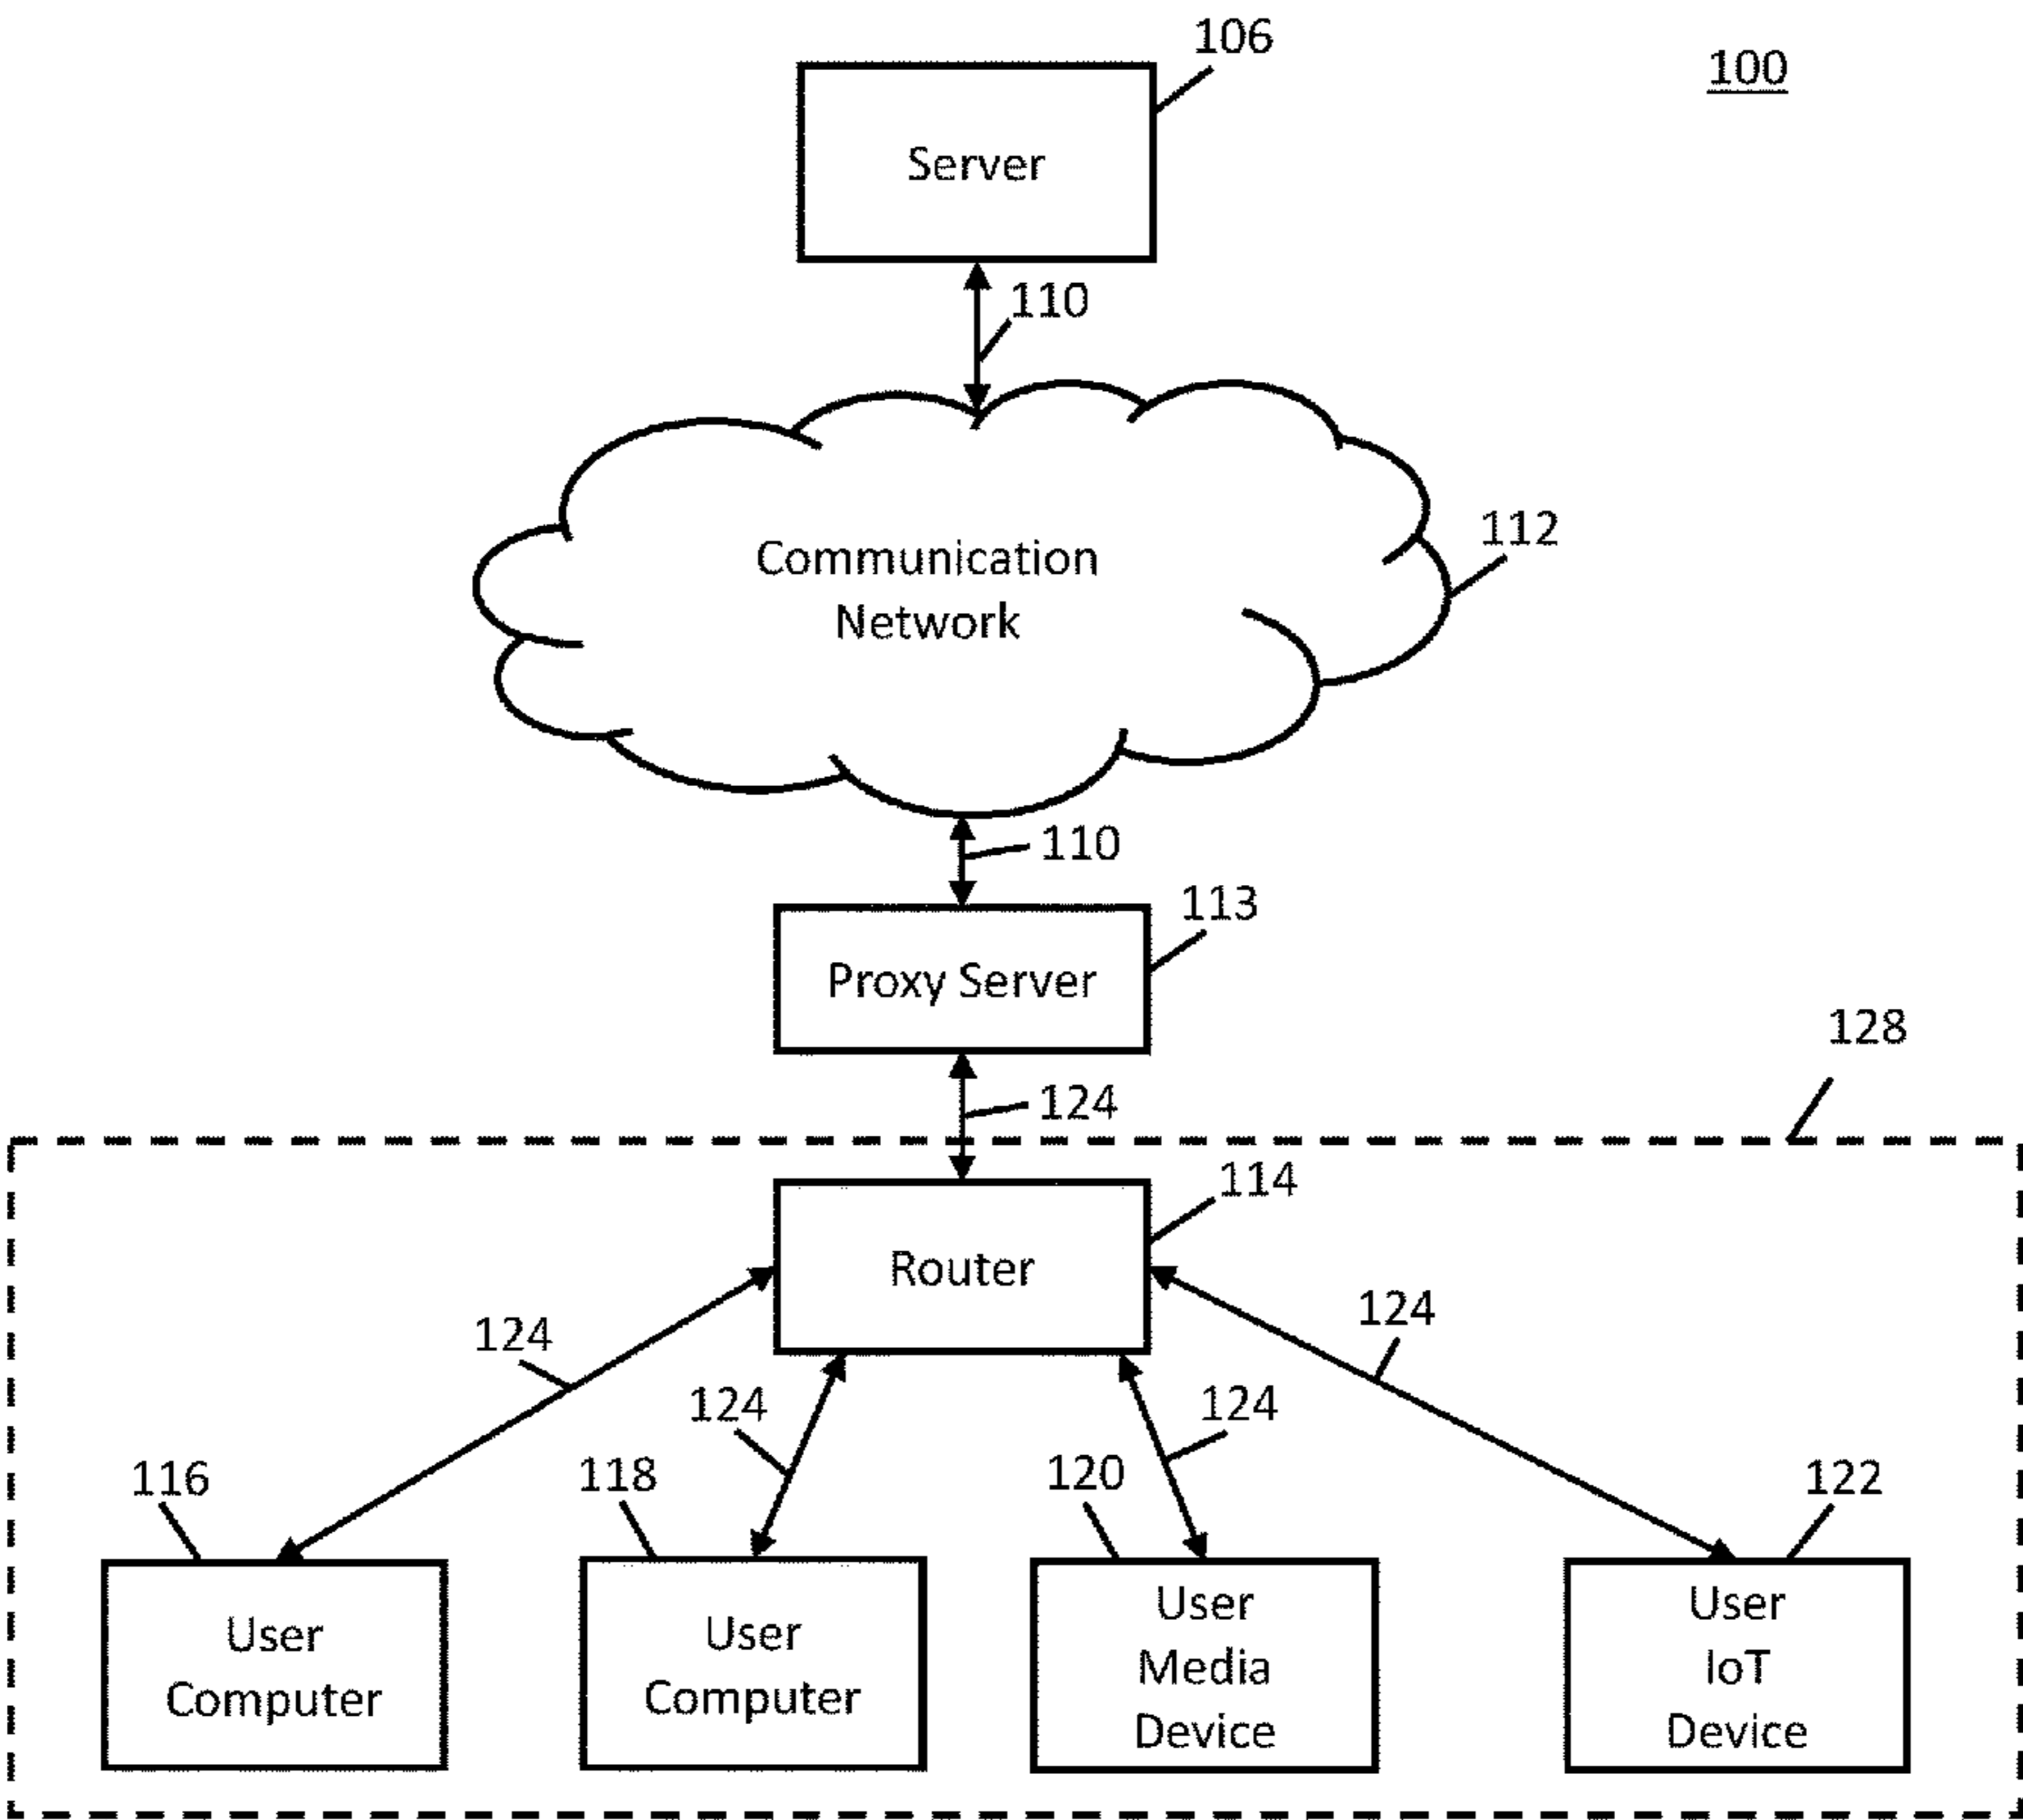 106
100
Server
110
112
Communication
Network
110
113
Proxy Server
128
124
114
Router
124
124
124
124
116
118
120
122
User
Computer
User
Computer
User
Media
Device
User
IoT
Device